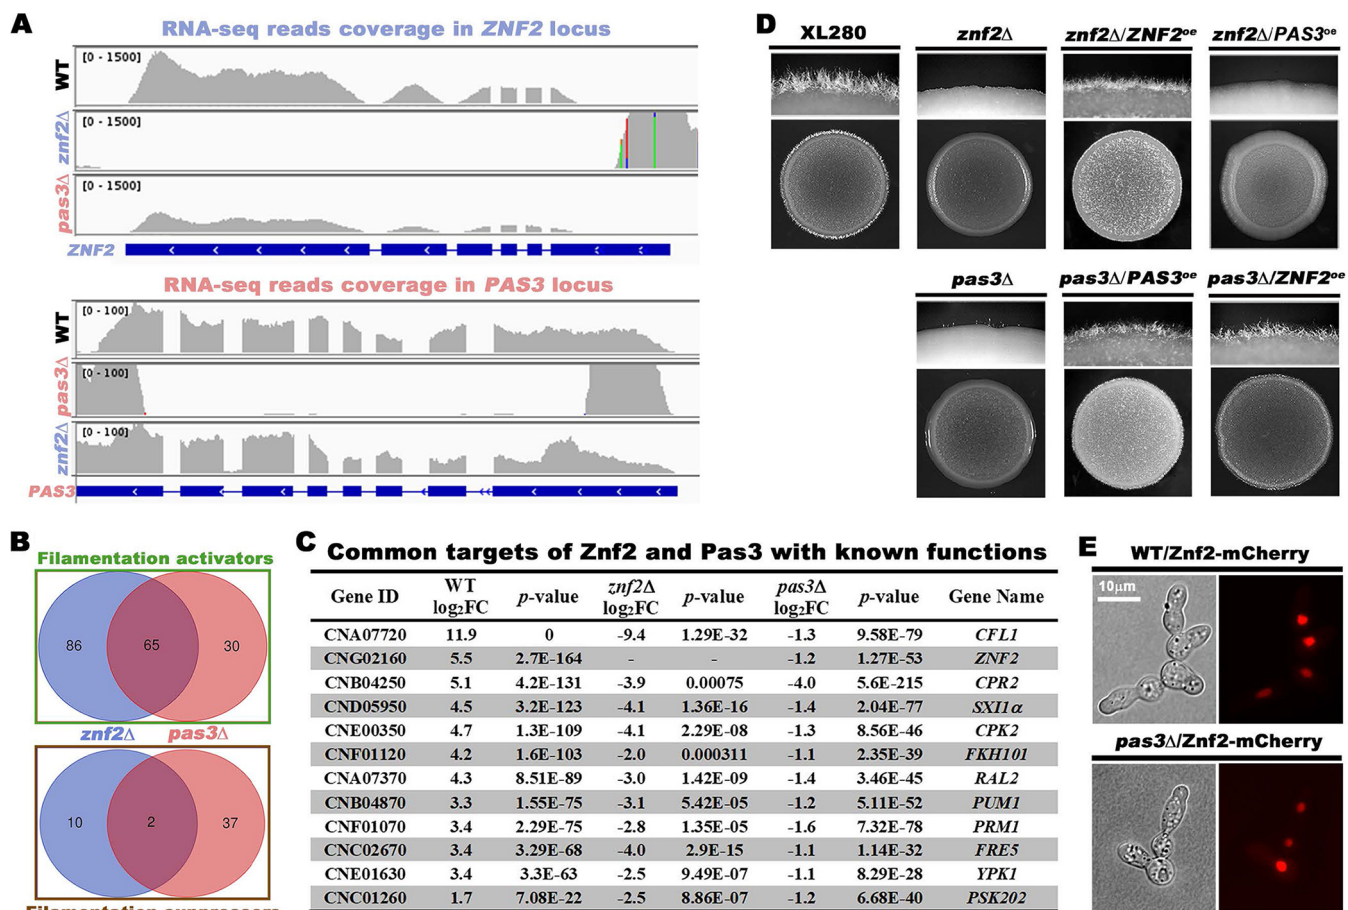 A
RNA-seq reads coverage in ZNF2 locus
WT
[0 - 1500]
znf2Δ
[0 - 1500]
pas3Δ
[0 - 1500]
ZNF2
RNA-seq reads coverage in PAS3 locus
WT
[0 - 100]
pas3Δ
[0 - 100]
znf2Δ
[0 - 100]
PAS3
B
Filamentation activators
86 65 30
znf2Δ pas3Δ
10 2 37
Filamentation suppressors
C
Common targets of Znf2 and Pas3 with known functions
Gene ID WT log₂FC p-value znf2Δ log₂FC p-value pas3Δ log₂FC p-value Gene Name
CNA07720 11.9 0 -9.4 1.29E-32 -1.3 9.58E-79 CFL1
CNG02160 5.5 2.7E-164 - - -1.2 1.27E-53 ZNF2
CNB04250 5.1 4.2E-131 -3.9 0.00075 -4.0 5.6E-215 CPR2
CND05950 4.5 3.2E-123 -4.1 1.36E-16 -1.4 2.04E-77 SXI1α
CNE00350 4.7 1.3E-109 -4.1 2.29E-08 -1.3 8.56E-46 CPK2
CNF01120 4.2 1.6E-103 -2.0 0.000311 -1.1 2.35E-39 FKH101
CNA07370 4.3 8.51E-89 -3.0 1.42E-09 -1.4 3.46E-45 RAL2
CNB04870 3.3 1.55E-75 -3.1 5.42E-05 -1.2 5.11E-52 PUM1
CNF01070 3.4 2.29E-75 -2.8 1.35E-05 -1.6 7.32E-78 PRM1
CNC02670 3.4 3.29E-68 -4.0 2.9E-15 -1.1 1.14E-32 FRE5
CNE01630 3.4 3.3E-63 -2.5 9.49E-07 -1.1 8.29E-28 YPK1
CNC01260 1.7 7.08E-22 -2.5 8.86E-07 -1.2 6.68E-40 PSK202
D
XL280 znf2Δ znf2Δ/ZNF2ᵒᵉ znf2Δ/PAS3ᵒᵉ
pas3Δ pas3Δ/PAS3ᵒᵉ pas3Δ/ZNF2ᵒᵉ
E
WT/Znf2-mCherry
10μm
pas3Δ/Znf2-mCherry